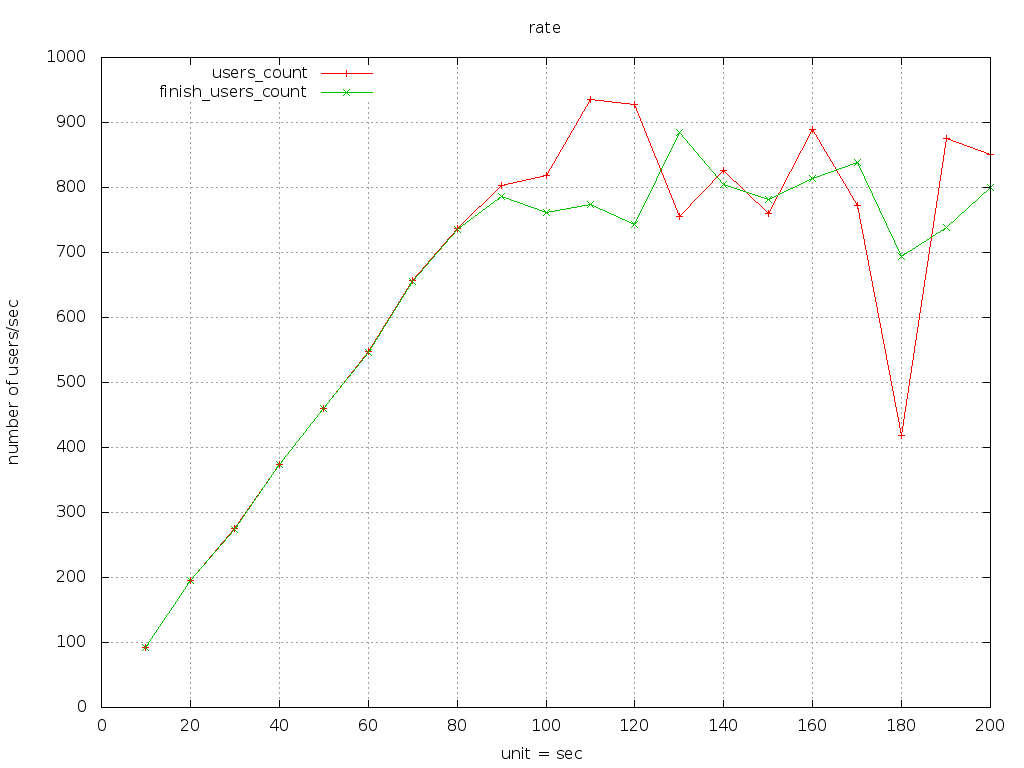 rate
users_count
finish_users_count
1000
900
800
700
600
500
400
300
200
100
0
number of users/sec
0 20 40 60 80 100 120 140 160 180 200
unit = sec